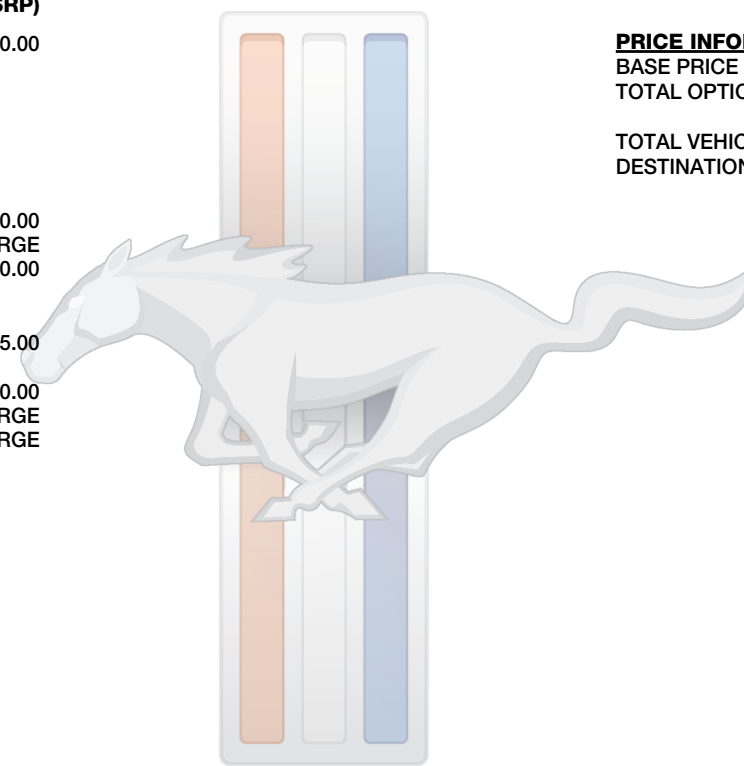 SRP)
0.00
0.00
RGE
0.00
5.00
0.00
RGE
RGE
PRICE INFO
BASE PRICE
TOTAL OPTIO
TOTAL VEHIC
DESTINATION